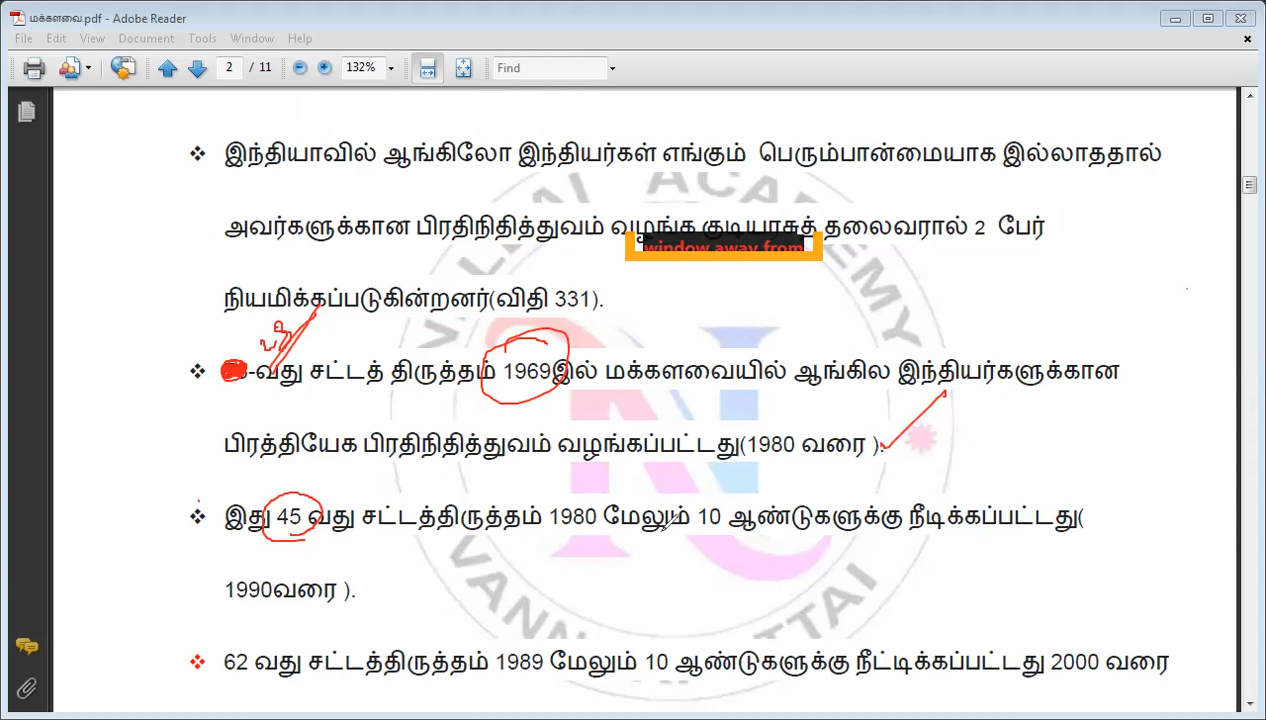 மக்களவை.pdf - Adobe Reader
File Edit View Document Tools Window Help
2 / 11 132% Find
❖ இந்தியாவில் ஆங்கிலோ இந்தியர்கள் எங்கும் பெரும்பான்மையாக இல்லாததால்
அவர்களுக்கான பிரதிநிதித்துவம் வழங்க குடியரசுத் தலைவரால் 2 பேர்
window away from
நியமிக்கப்படுகின்றனர்(விதி 331).
❖ -வது சட்டத் திருத்தம் 1969இல் மக்களவையில் ஆங்கில இந்தியர்களுக்கான
பிரத்தியேக பிரதிநிதித்துவம் வழங்கப்பட்டது(1980 வரை ).
❖ இது 45 வது சட்டத்திருத்தம் 1980 மேலும் 10 ஆண்டுகளுக்கு நீடிக்கப்பட்டது(
1990வரை ).
❖ 62 வது சட்டத்திருத்தம் 1989 மேலும் 10 ஆண்டுகளுக்கு நீட்டிக்கப்பட்டது 2000 வரை
ACADEMY
N